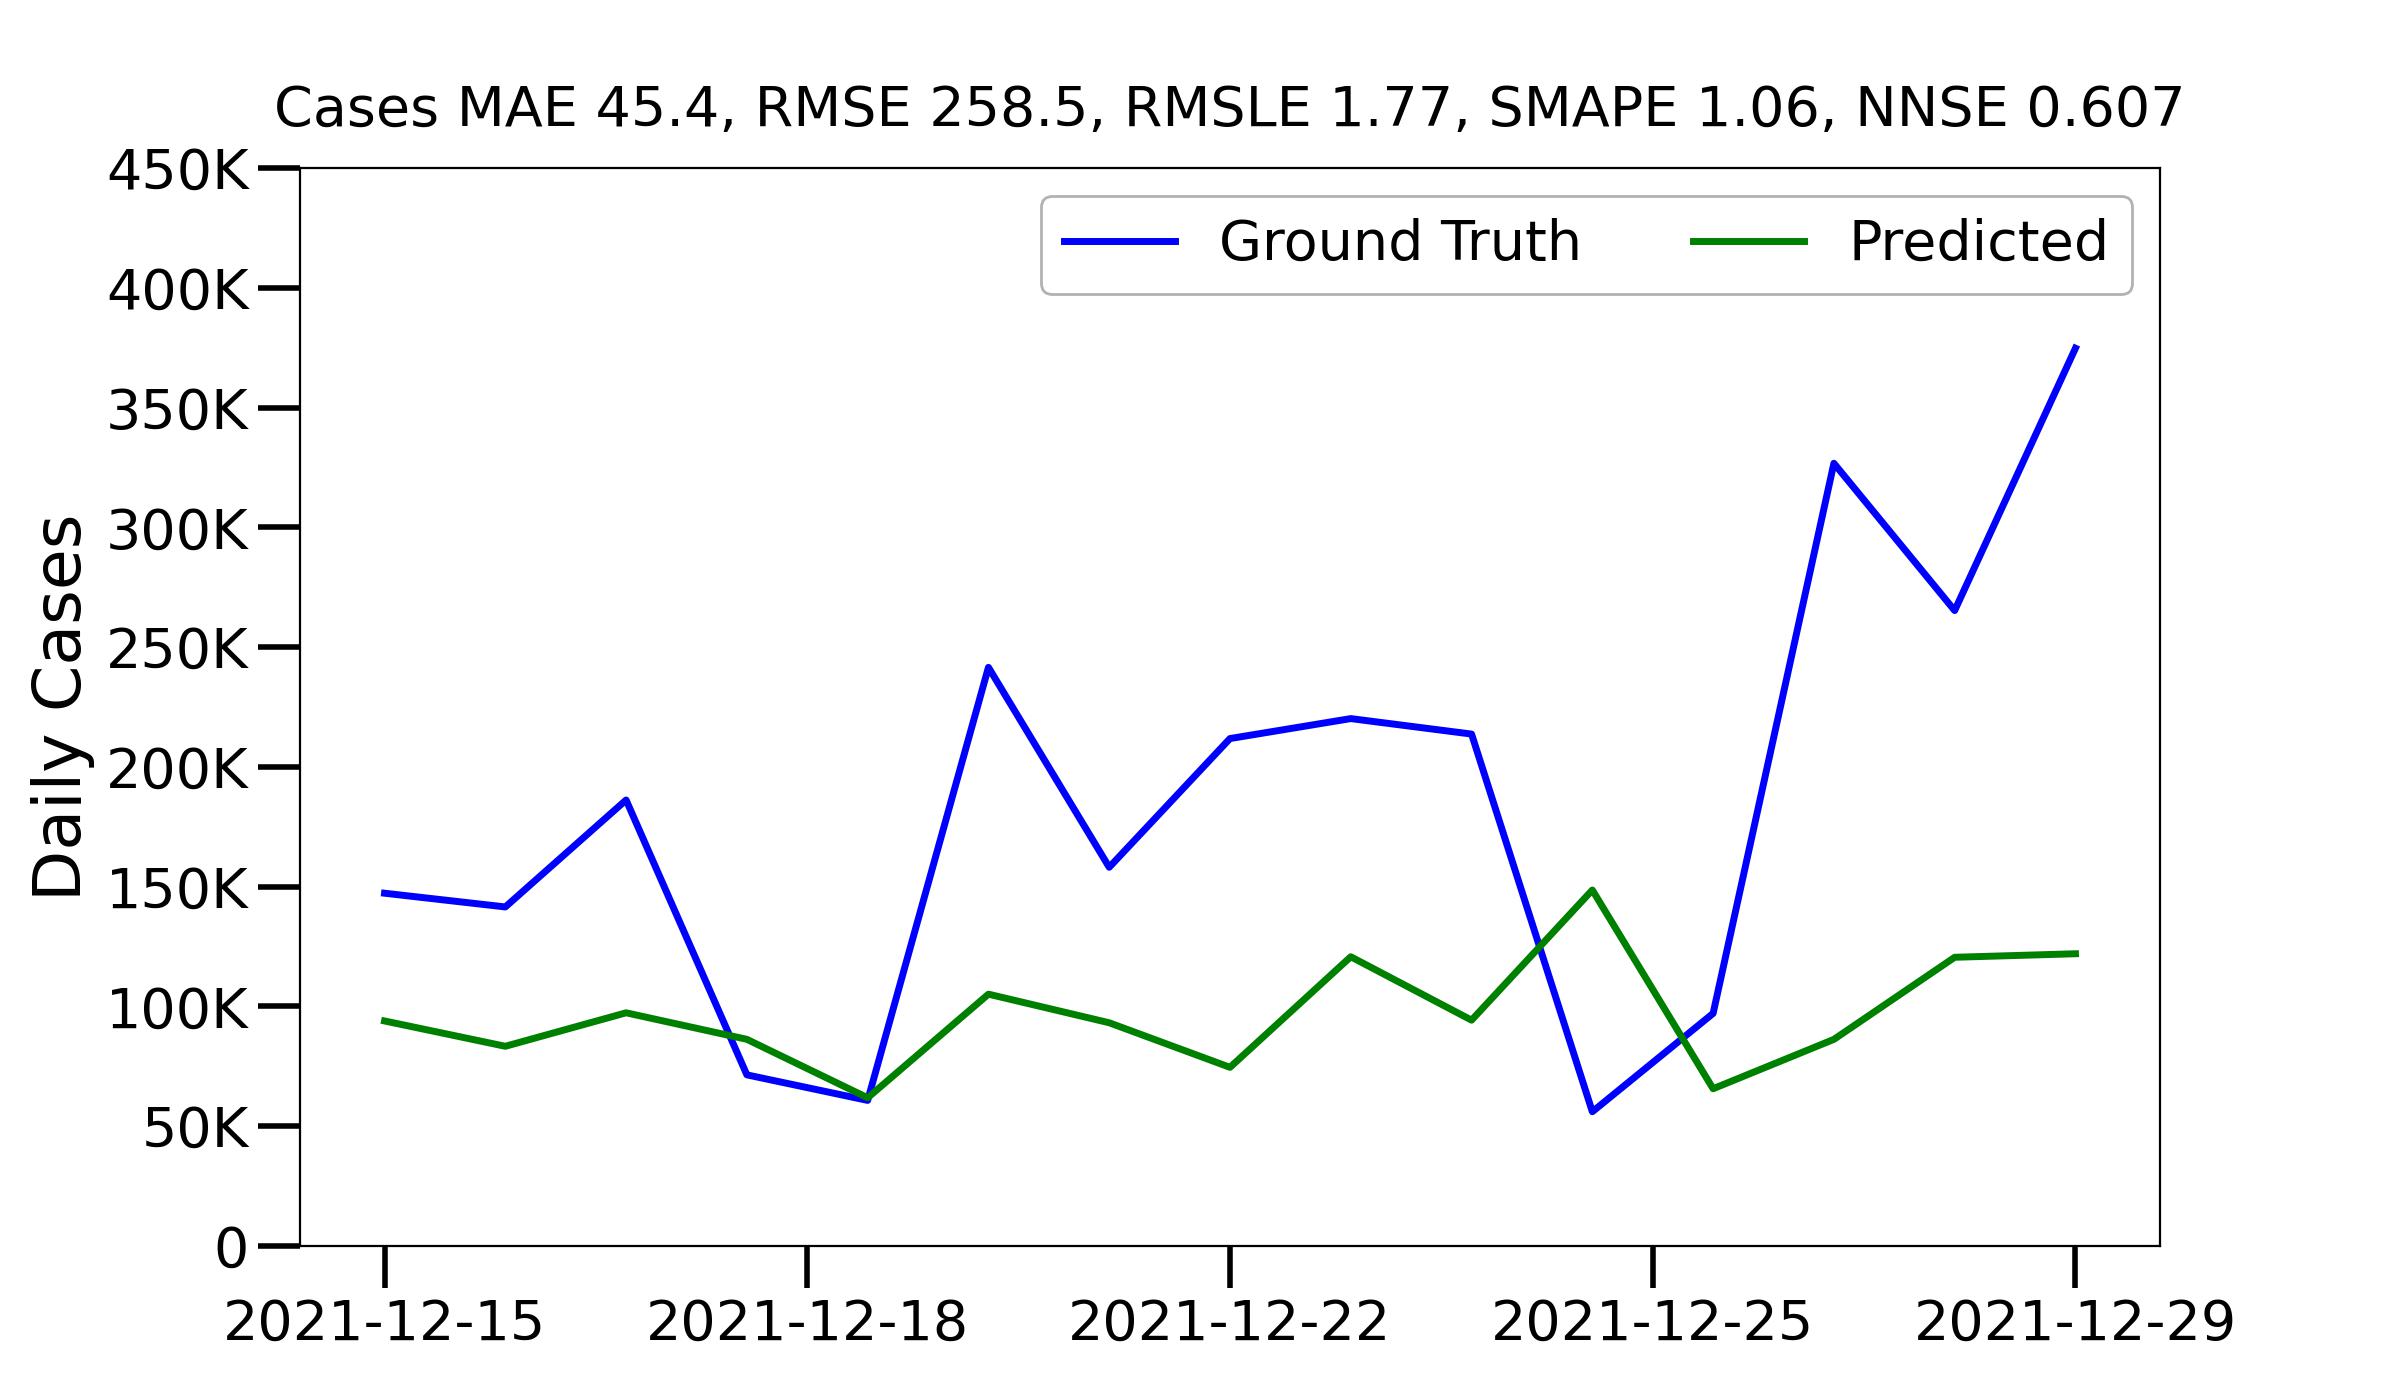 Cases MAE 45.4, RMSE 258.5, RMSLE 1.77, SMAPE 1.06, NNSE 0.607
Ground Truth Predicted
Daily Cases
450K
400K
350K
300K
250K
200K
150K
100K
50K
0
2021-12-15 2021-12-18 2021-12-22 2021-12-25 2021-12-29